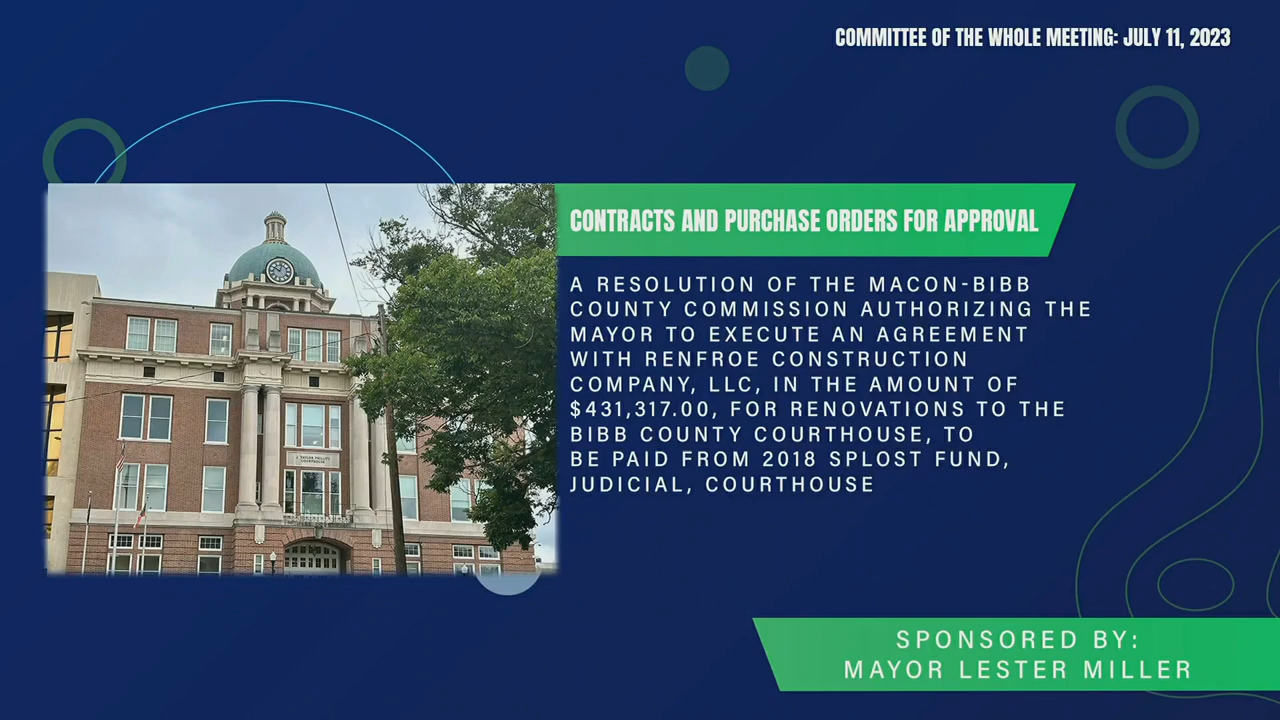 COMMITTEE OF THE WHOLE MEETING: JULY 11, 2023
CONTRACTS AND PURCHASE ORDERS FOR APPROVAL
A RESOLUTION OF THE MACON-BIBB
COUNTY COMMISSION AUTHORIZING THE
MAYOR TO EXECUTE AN AGREEMENT
WITH RENFROE CONSTRUCTION
COMPANY, LLC, IN THE AMOUNT OF
$431,317.00, FOR RENOVATIONS TO THE
BIBB COUNTY COURTHOUSE, TO
BE PAID FROM 2018 SPLOST FUND,
JUDICIAL, COURTHOUSE
SPONSORED BY:
MAYOR LESTER MILLER